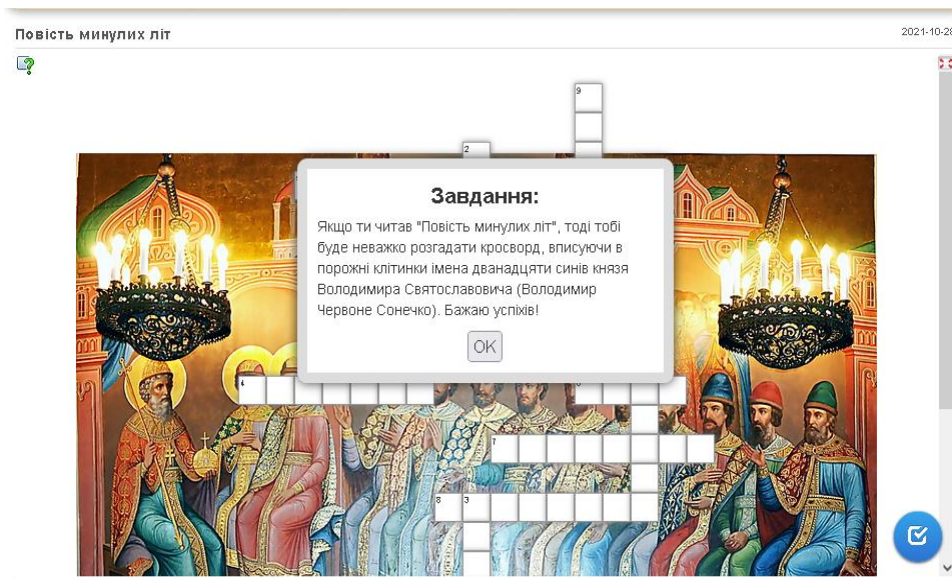 Повість минулих літ
2021-10-28
9
2
Завдання:
Якщо ти читав "Повість минулих літ", тоді тобі
буде неважко розгадати кросворд, вписуючи в
порожні клітинки імена дванадцяти синів князя
Володимира Святославовича (Володимир
Червоне Сонечко). Бажаю успіхів!
OK
4
7
8 3